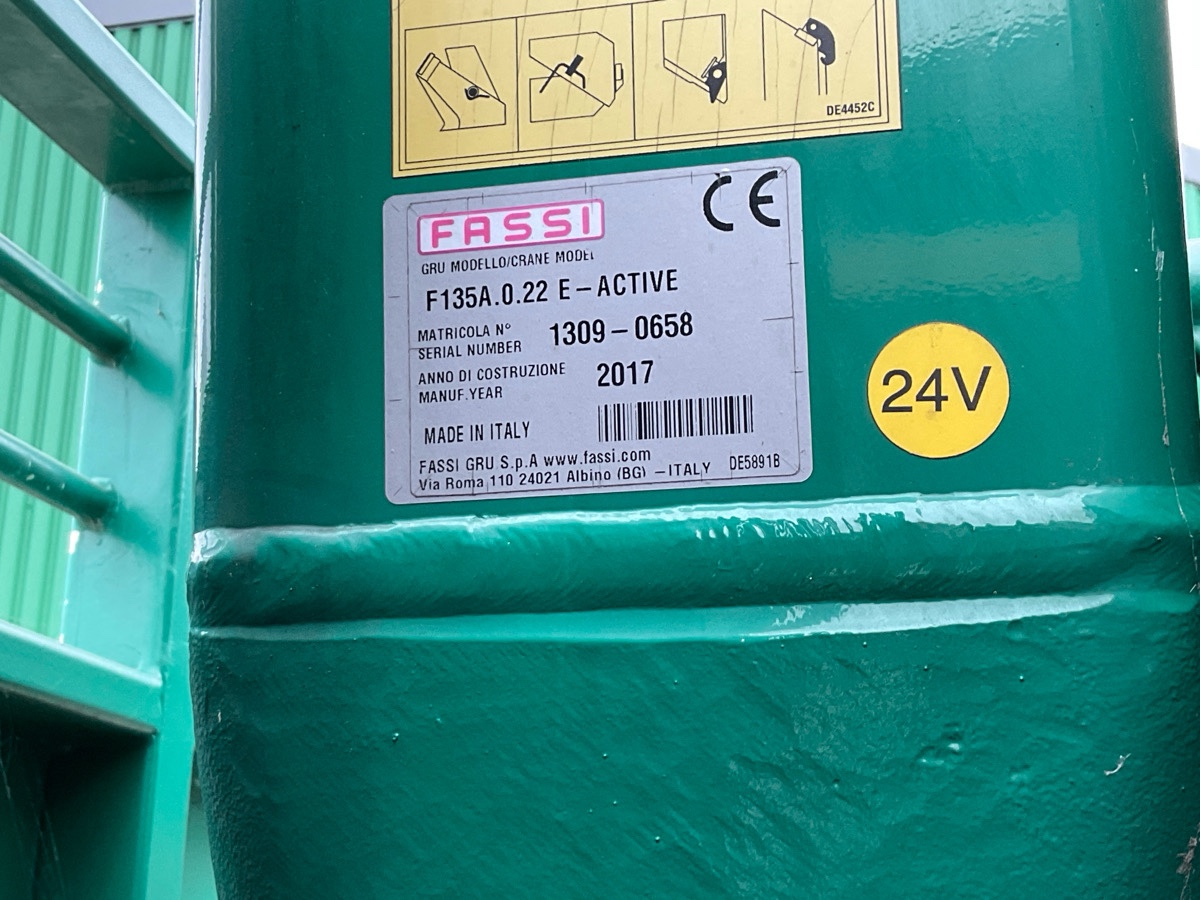 DE4452C
CE
FASSI
GRU MODELLO/CRANE MODEL
F135A.0.22 E-ACTIVE
MATRICOLA N°
SERIAL NUMBER
1309-0658
ANNO DI COSTRUZIONE
MANUF.YEAR
2017
MADE IN ITALY
FASSI GRU S.p.A www.fassi.com
Via Roma 110 24021 Albino (BG) -ITALY
DE5891B
24V